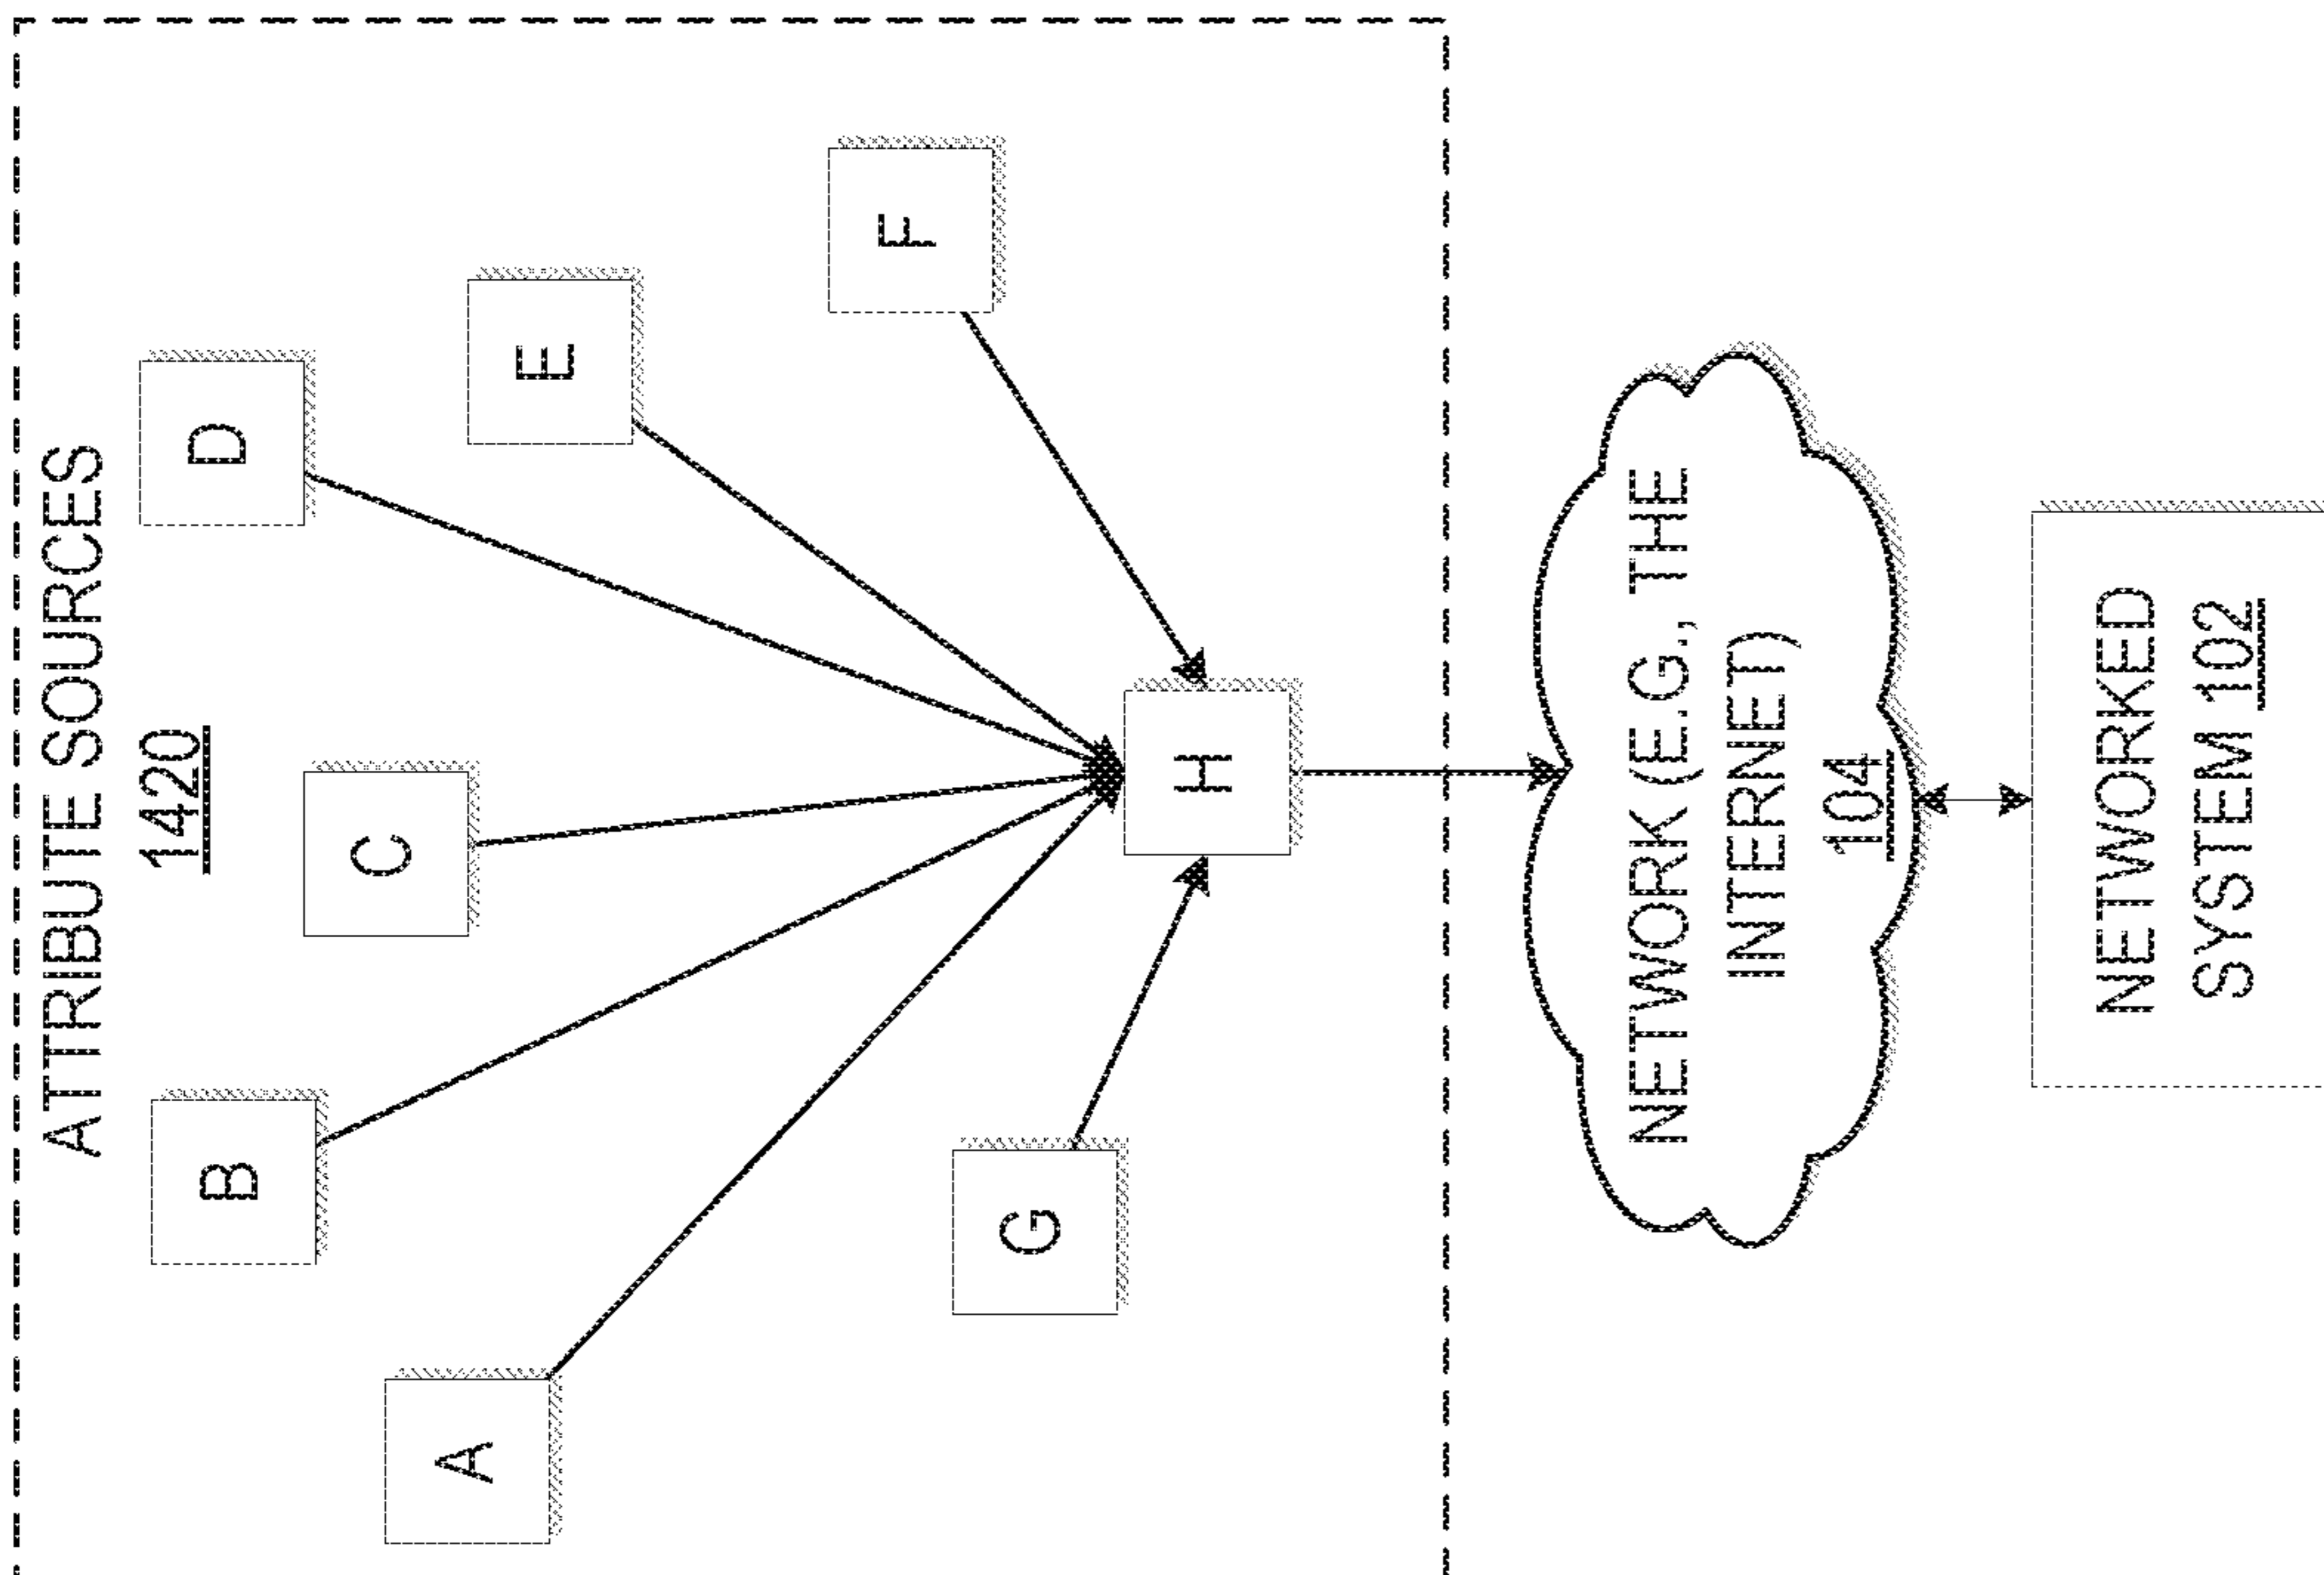 ATTRIBUTE SOURCES
1420
A
B
C
D
E
F
G
H
NETWORK (E.G., THE
INTERNET)
104
NETWORKED
SYSTEM 102